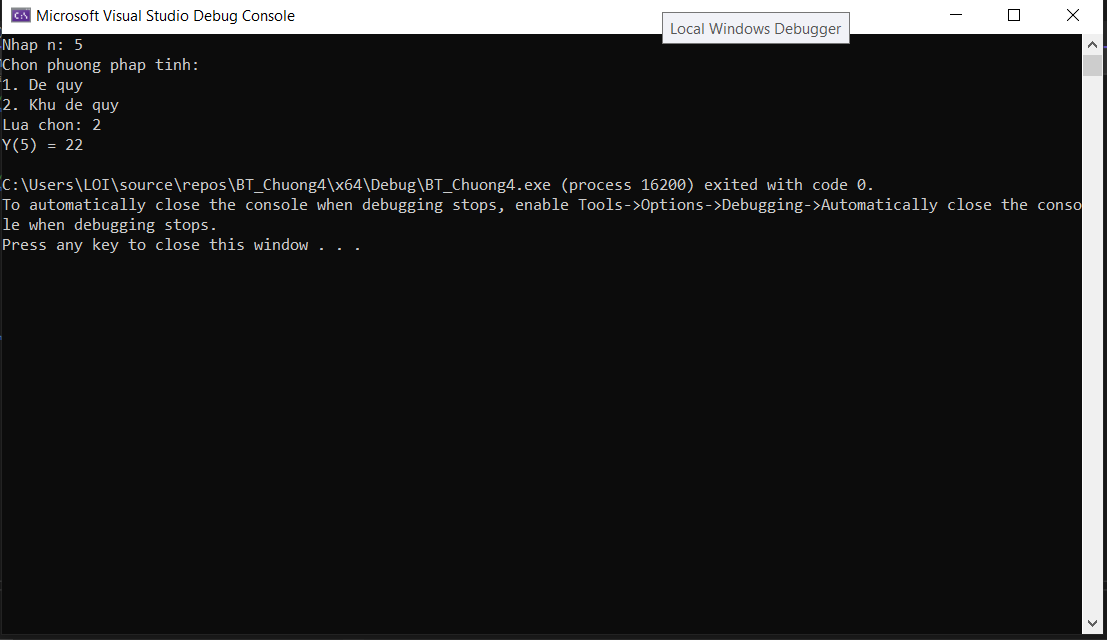 Microsoft Visual Studio Debug Console
Local Windows Debugger
Nhap n: 5
Chon phuong phap tinh:
1. De quy
2. Khu de quy
Lua chon: 2
Y(5) = 22
C:\Users\LOI\source\repos\BT_Chuong4\x64\Debug\BT_Chuong4.exe (process 16200) exited with code 0.
To automatically close the console when debugging stops, enable Tools->Options->Debugging->Automatically close the conso
le when debugging stops.
Press any key to close this window . . .